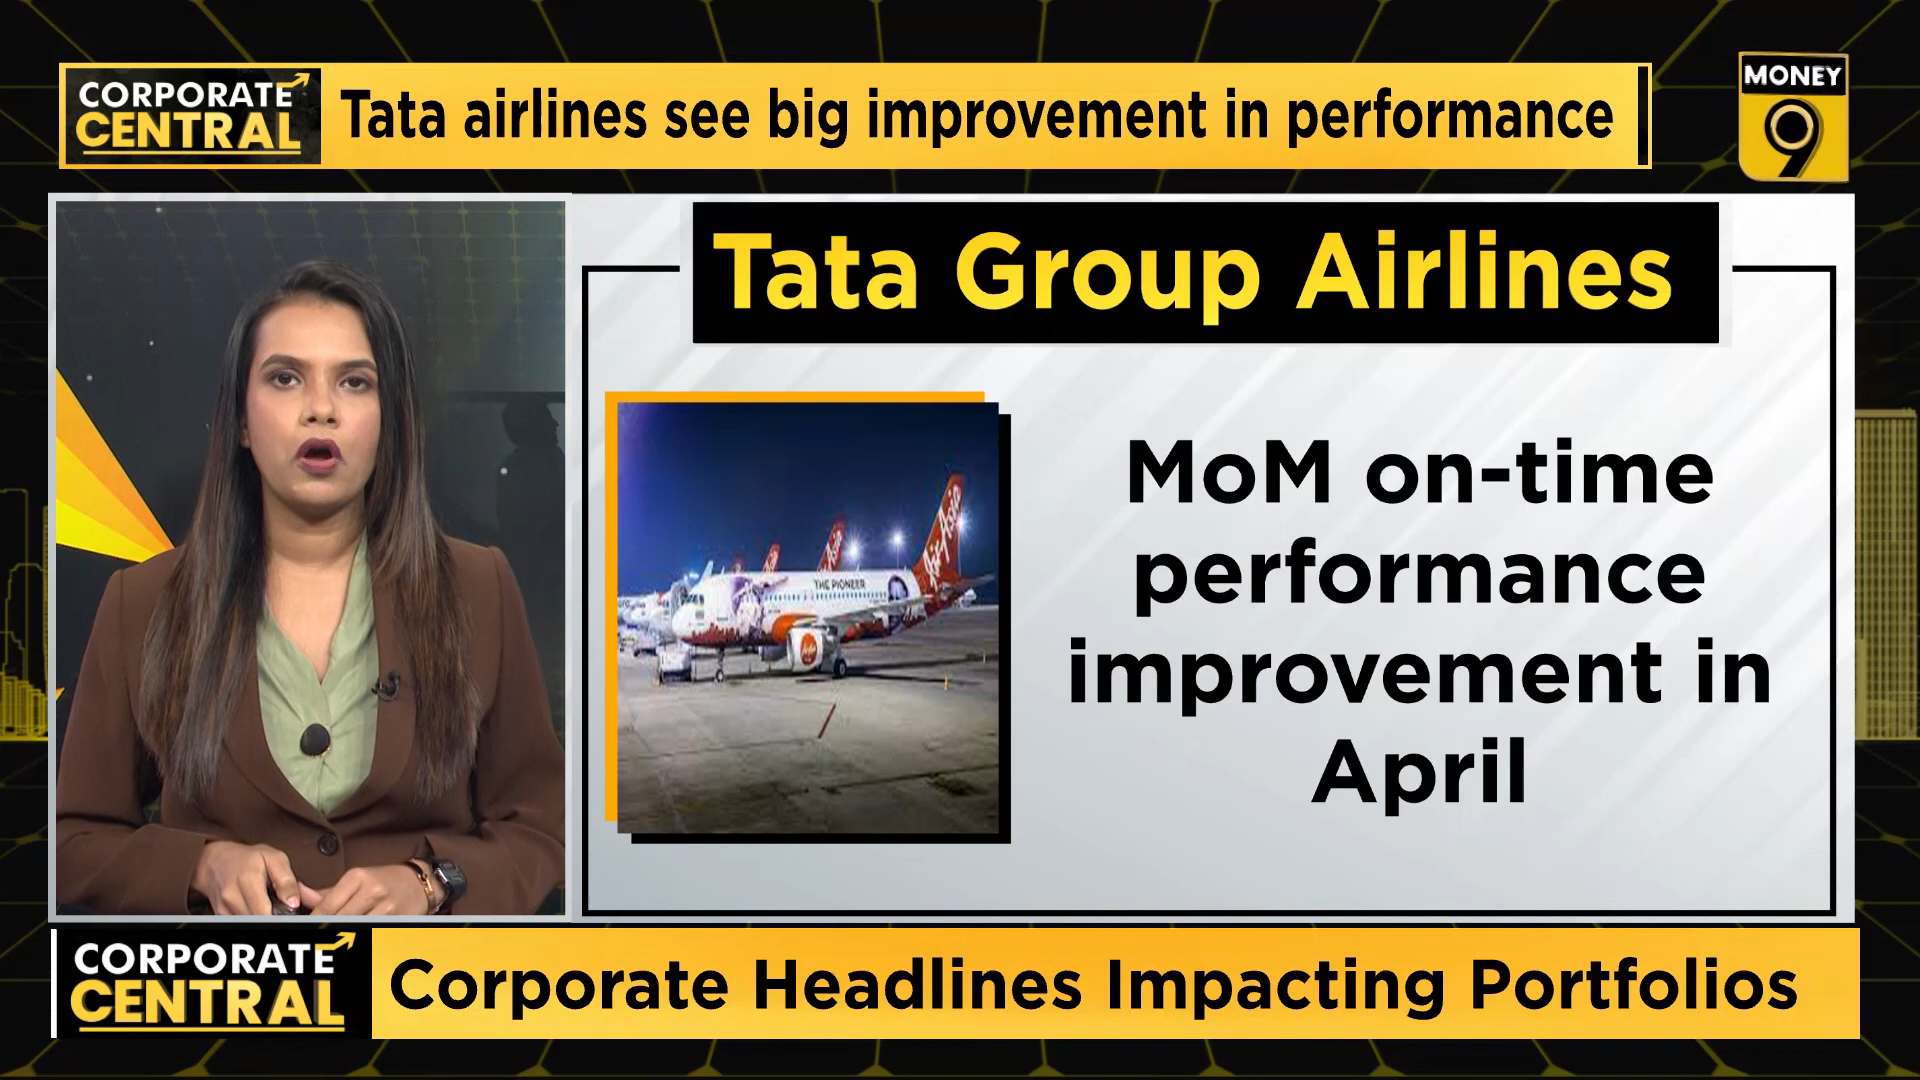 CORPORATE
CENTRAL
Tata airlines see big improvement in performance
MONEY
9
Tata Group Airlines
THE PIONEER
AirAsia
MoM on-time
performance
improvement in
April
CORPORATE
CENTRAL
Corporate Headlines Impacting Portfolios